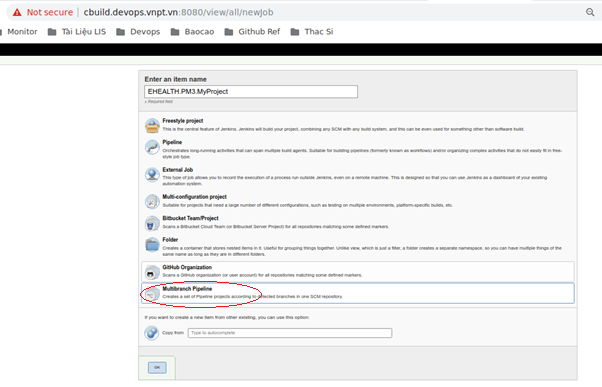 Not secure | cbuild.devops.vnpt.vn:8080/view/all/newJob
Monitor Tài Liệu LIS Devops Baocao Github Ref Thac Si
Enter an item name
EHEALTH.PM3.MyProject
» Required field
Freestyle project
This is the central feature of Jenkins. Jenkins will build your project, combining any SCM with any build system, and this can be even used for something other than software build.
Pipeline
Orchestrates long-running activities that can span multiple build agents. Suitable for building pipelines (formerly known as workflows) and/or organizing complex activities that do not easily fit in free-
style job type.
External Job
This type of job allows you to record the execution of a process run outside Jenkins, even on a remote machine. This is designed so that you can use Jenkins as a dashboard of your existing
automation system.
Multi-configuration project
Suitable for projects that need a large number of different configurations, such as testing on multiple environments, platform-specific builds, etc.
Bitbucket Team/Project
Scans a Bitbucket Cloud Team (or Bitbucket Server Project) for all repositories matching some defined markers.
Folder
Creates a container that stores nested items in it. Useful for grouping things together. Unlike view, which is just a filter, a folder creates a separate namespace, so you can have multiple things of the
same name as long as they are in different folders.
GitHub Organization
Scans a GitHub organization (or user account) for all repositories matching some defined markers.
Multibranch Pipeline
Creates a set of Pipeline projects according to detected branches in one SCM repository.
If you want to create a new item from other existing, you can use this option:
Copy from Type to autocomplete
OK